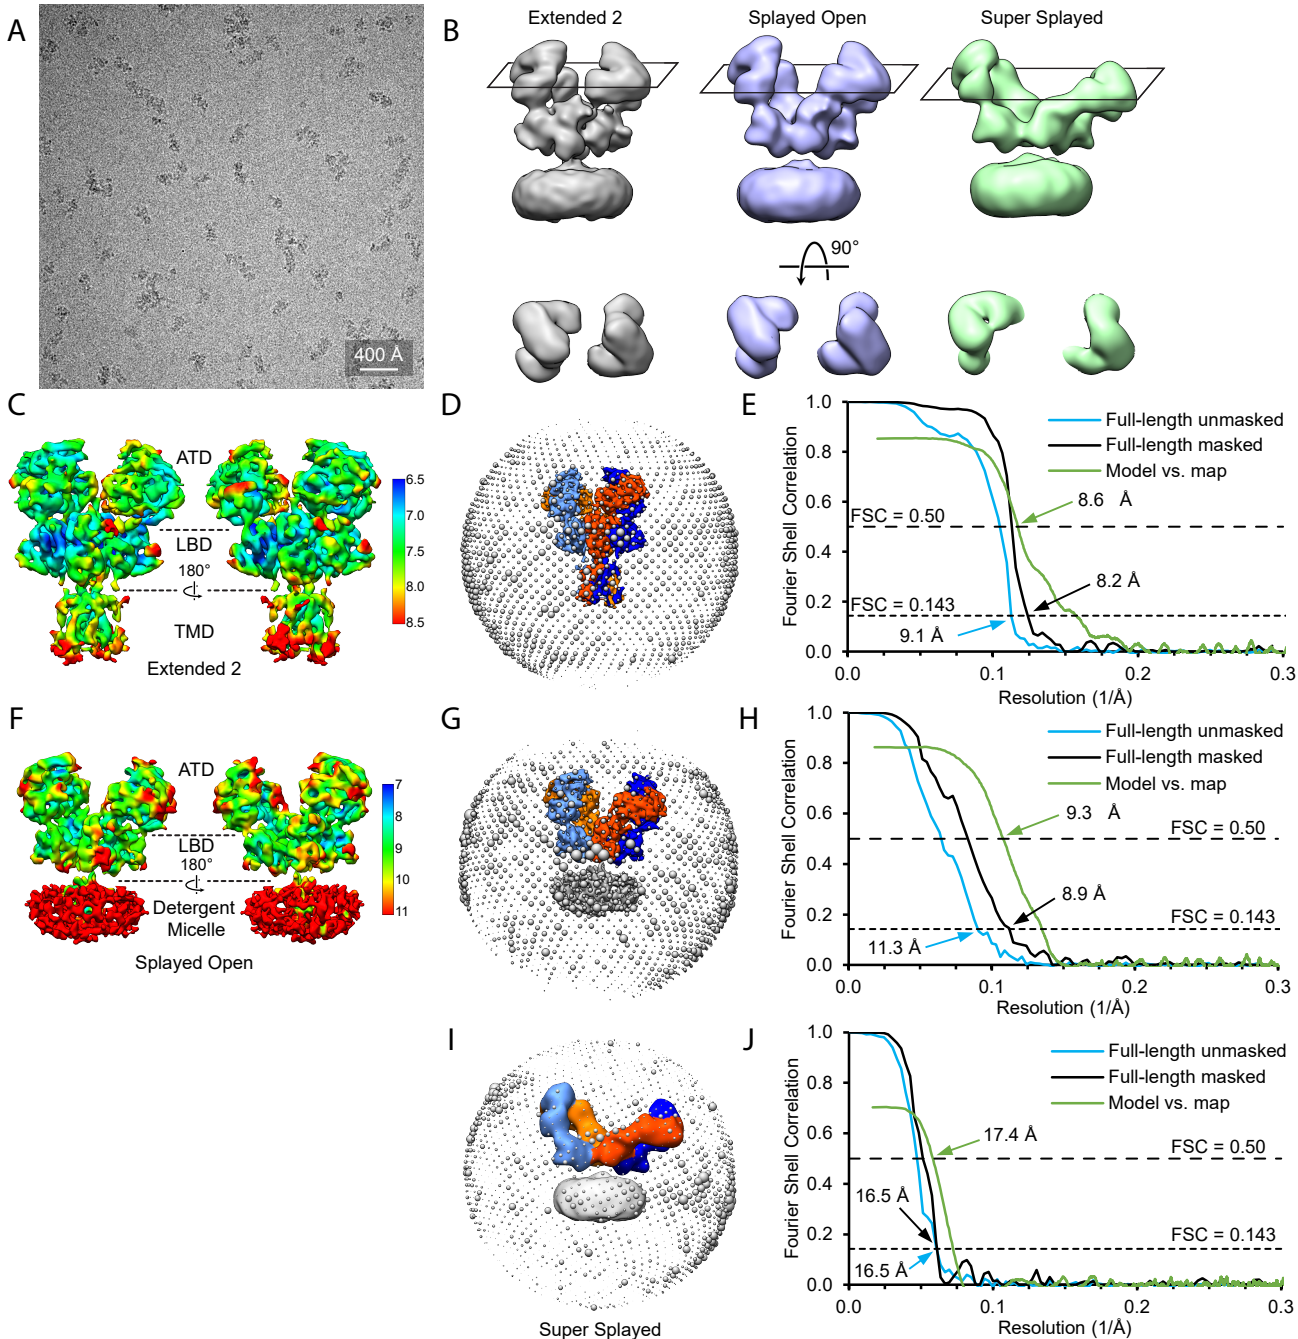 A
400 Å
B
Extended 2
Splayed Open
Super Splayed
90°
C
ATD
LBD
180°
TMD
Extended 2
6.5
7.0
7.5
8.0
8.5
D
E
Fourier Shell Correlation
1.0
0.8
0.6
0.4
0.2
0.0
Full-length unmasked
Full-length masked
Model vs. map
8.6 Å
FSC = 0.50
8.2 Å
FSC = 0.143
9.1 Å
0.0
0.1
0.2
0.3
Resolution (1/Å)
F
ATD
LBD
180°
Detergent
Micelle
Splayed Open
7
8
9
10
11
G
H
Fourier Shell Correlation
1.0
0.8
0.6
0.4
0.2
0.0
Full-length unmasked
Full-length masked
Model vs. map
9.3 Å
FSC = 0.50
8.9 Å
FSC = 0.143
11.3 Å
0.0
0.1
0.2
0.3
Resolution (1/Å)
I
Super Splayed
J
Fourier Shell Correlation
1.0
0.8
0.6
0.4
0.2
0.0
Full-length unmasked
Full-length masked
Model vs. map
17.4 Å
FSC = 0.50
16.5 Å
FSC = 0.143
16.5 Å
0.0
0.1
0.2
0.3
Resolution (1/Å)